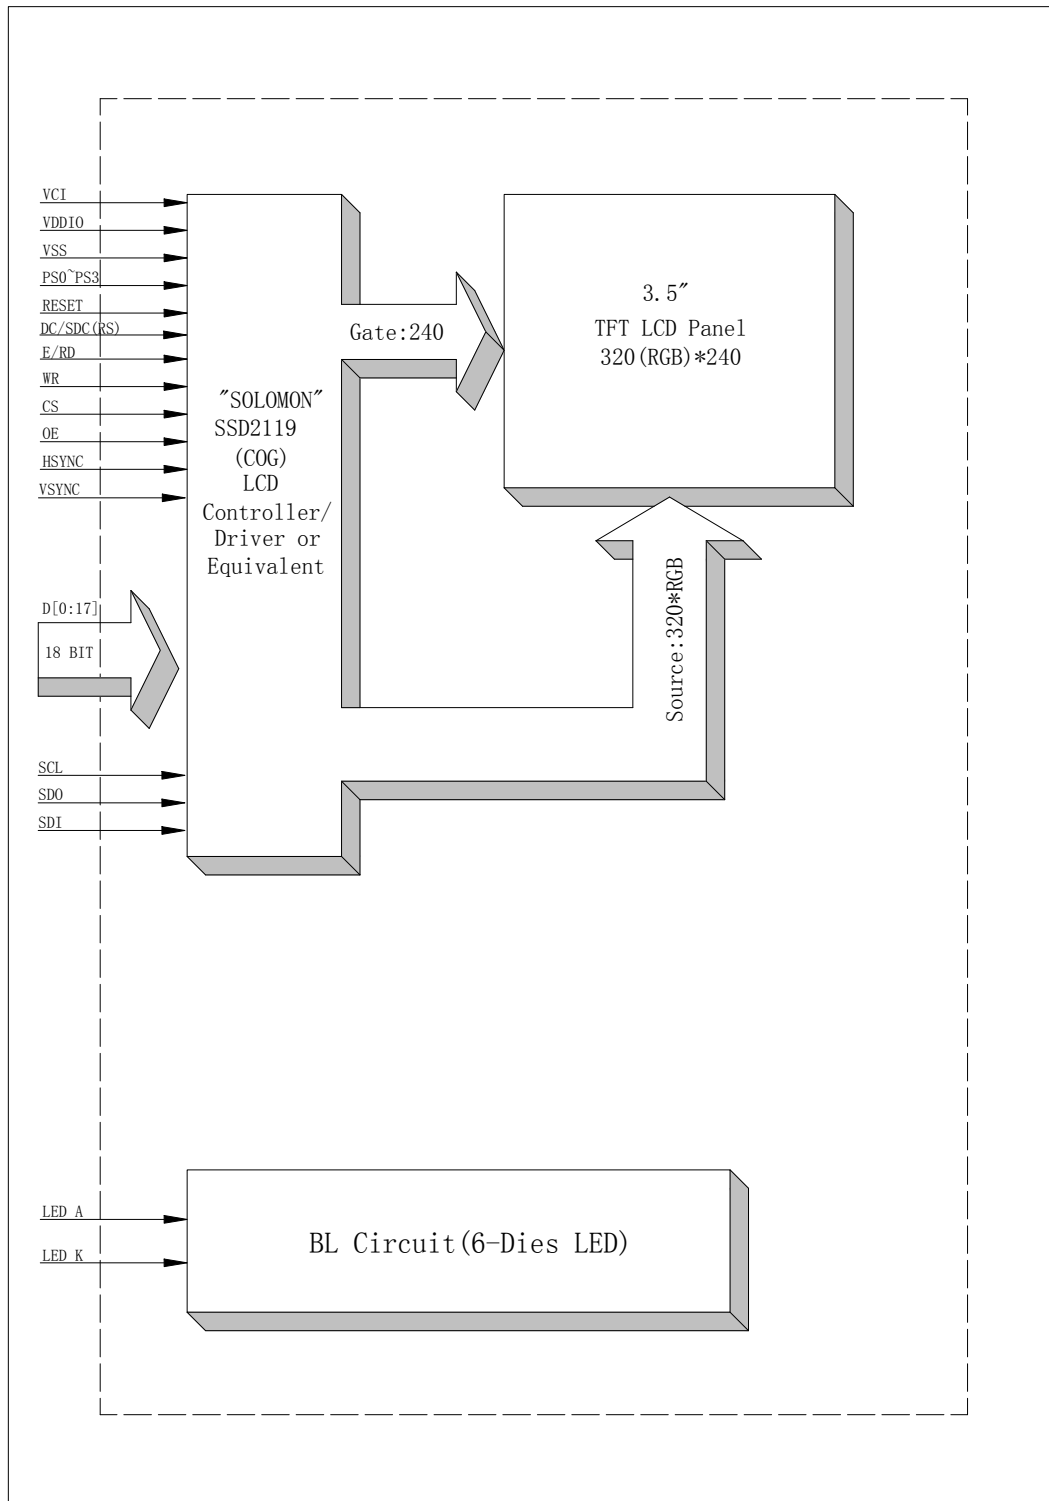 VCI
VDDIO
VSS
PS0~PS3
RESET
DC/SDC(RS)
E/RD
WR
CS
OE
HSYNC
VSYNC
D[0:17]
18 BIT
SCL
SDO
SDI
"SOLOMON"
SSD2119
(COG)
LCD
Controller/
Driver or
Equivalent
Gate:240
3.5"
TFT LCD Panel
320(RGB)*240
Source:320*RGB
LED A
LED K
BL Circuit(6-Dies LED)